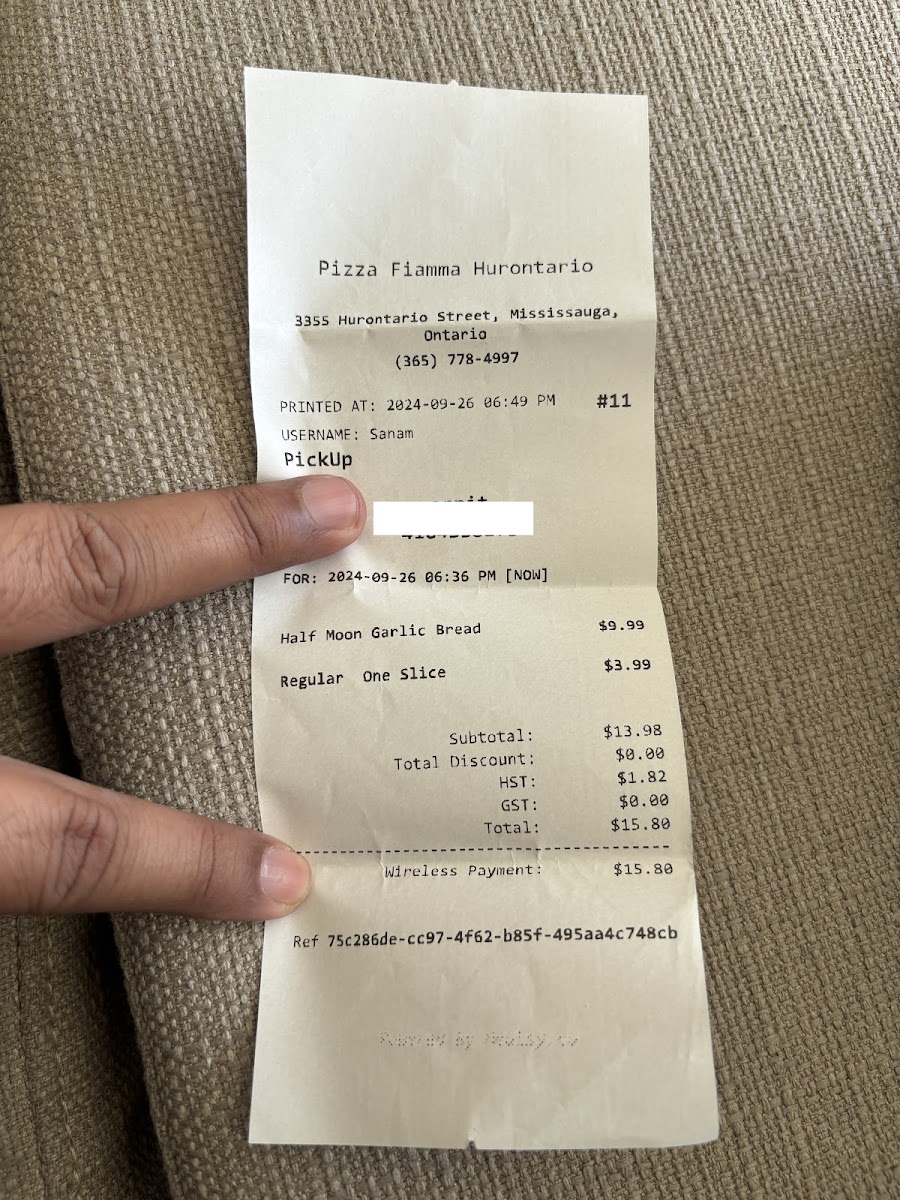 Pizza Fiamma Hurontario
3355 Hurontario Street, Mississauga,
Ontario
(365) 778-4997
PRINTED AT: 2024-09-26 06:49 PM #11
USERNAME: Sanam
PickUp
FOR: 2024-09-26 06:36 PM [NOW]
Half Moon Garlic Bread $9.99
Regular One Slice $3.99
Subtotal: $13.98
Total Discount: $0.00
HST: $1.82
GST: $0.00
Total: $15.80
Wireless Payment: $15.80
Ref 75c286de-cc97-4f62-b85f-495aa4c748cb
Powered by